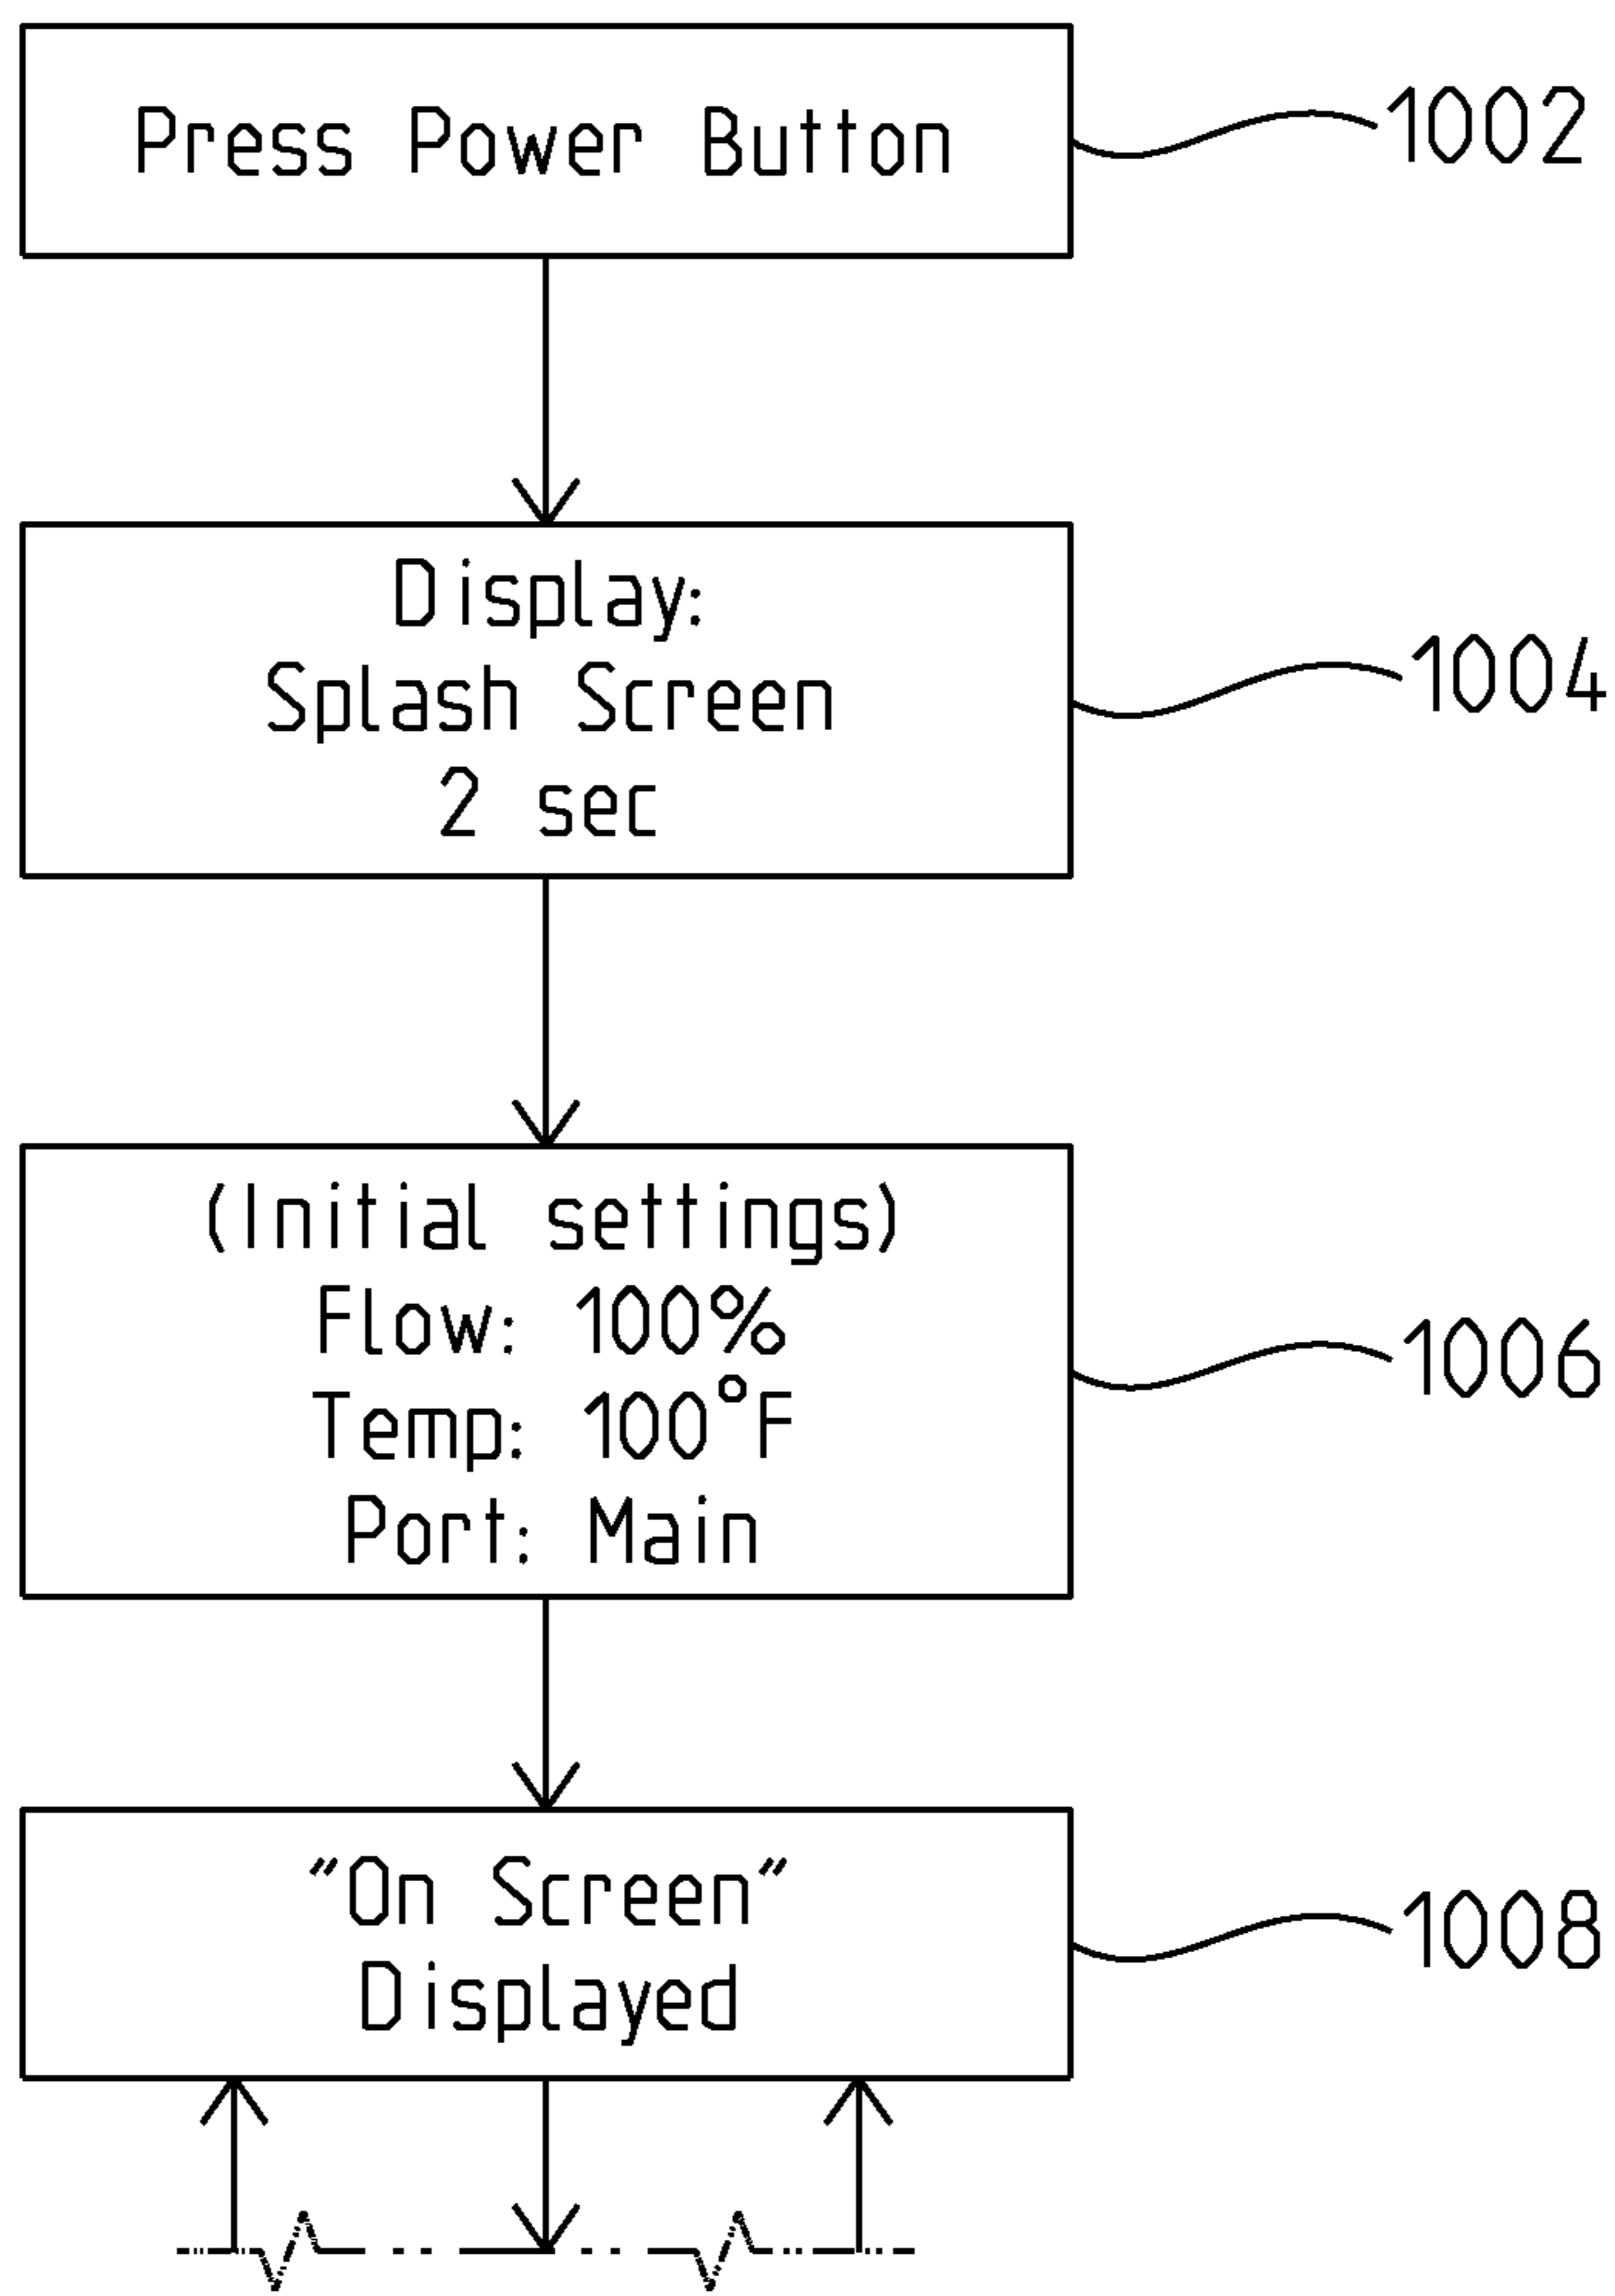 Press Power Button
1002
Display:
Splash Screen
2 sec
1004
(Initial settings)
Flow: 100%
Temp: 100°F
Port: Main
1006
"On Screen"
Displayed
1008